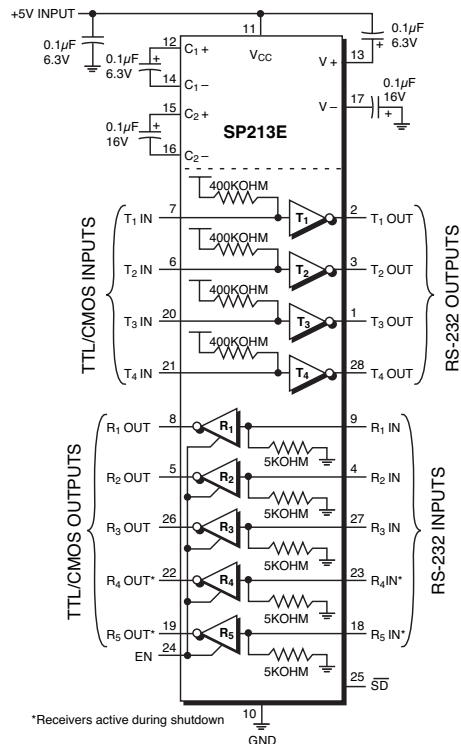 +5V INPUT
0.1µF
6.3V
12
C1 +
0.1µF
6.3V
+
14
C1 –
15
C2 +
0.1µF
16V
+
16
C2 –
11
VCC
V +
13
0.1µF
6.3V
+
V –
17
0.1µF
16V
+
SP213E
TTL/CMOS INPUTS
RS-232 OUTPUTS
400KOHM
T1 IN 7 T1 2 T1 OUT
400KOHM
T2 IN 6 T2 3 T2 OUT
400KOHM
T3 IN 20 T3 1 T3 OUT
400KOHM
T4 IN 21 T4 28 T4 OUT
TTL/CMOS OUTPUTS
RS-232 INPUTS
R1 OUT 8 R1 9 R1 IN
5KOHM
R2 OUT 5 R2 4 R2 IN
5KOHM
R3 OUT 26 R3 27 R3 IN
5KOHM
R4 OUT* 22 R4 23 R4IN*
5KOHM
R5 OUT* 19 R5 18 R5 IN*
5KOHM
EN 24
25 SD
*Receivers active during shutdown
10
GND